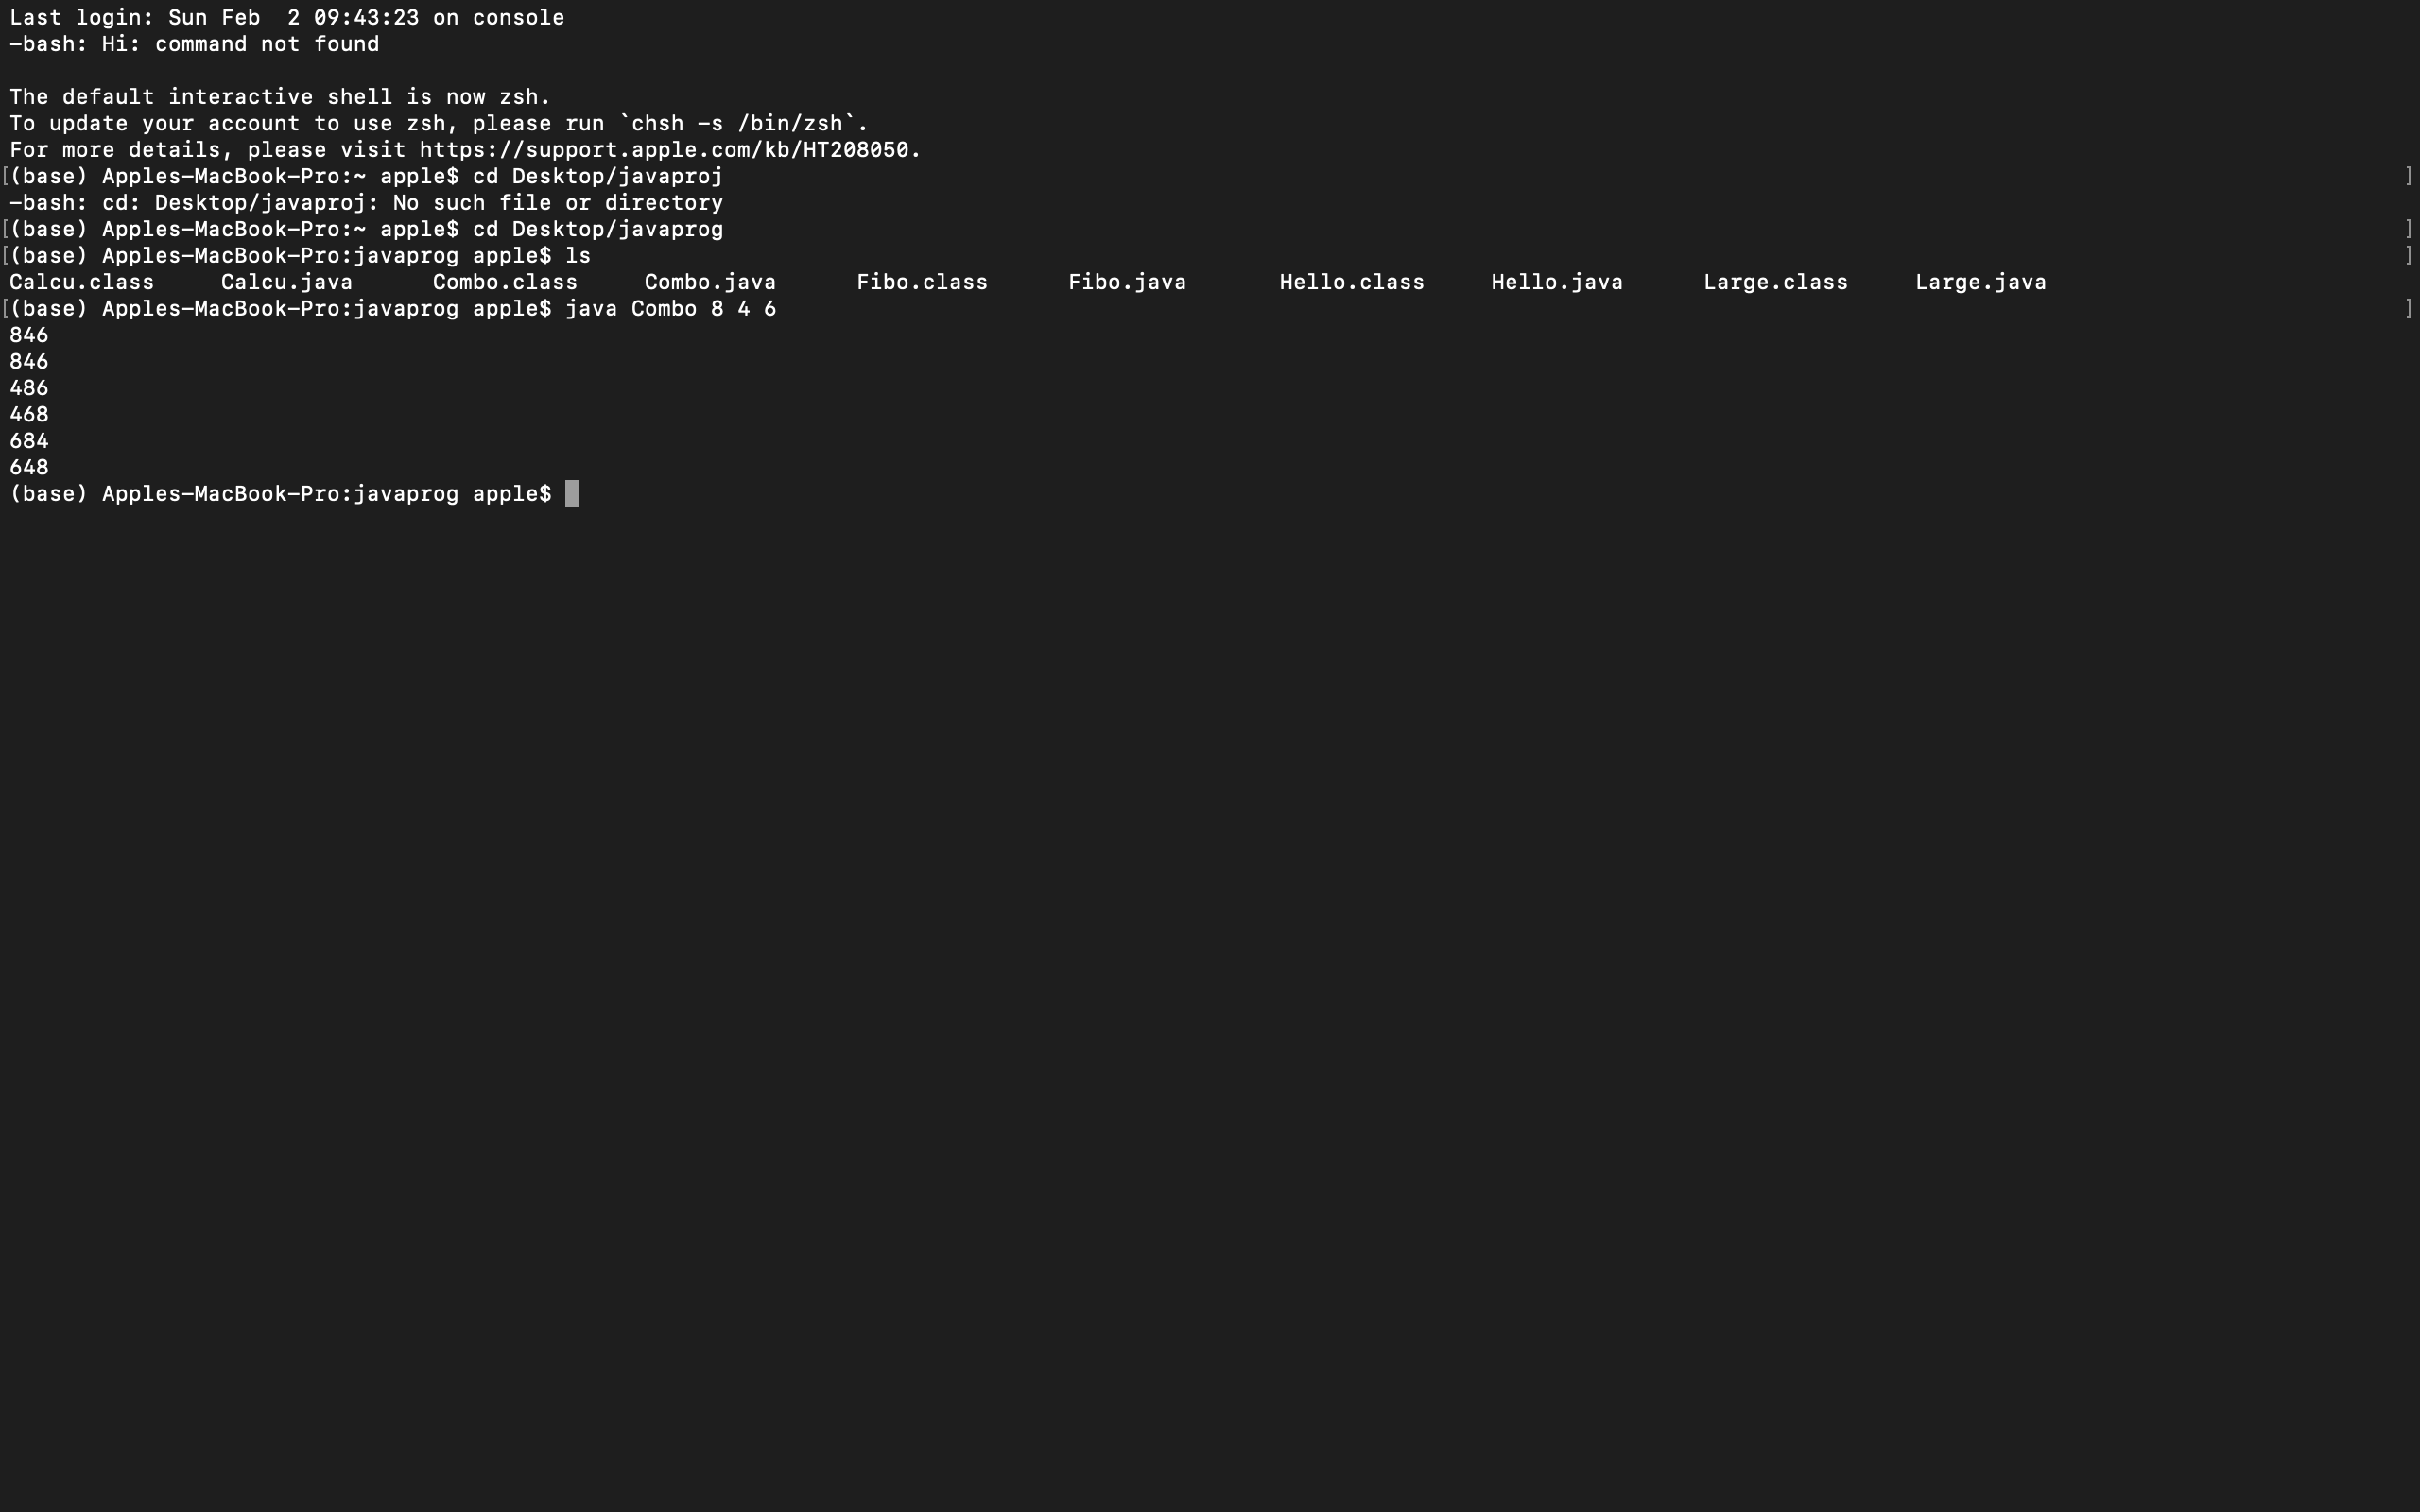 Last login: Sun Feb  2 09:43:23 on console
-bash: Hi: command not found

The default interactive shell is now zsh.
To update your account to use zsh, please run `chsh -s /bin/zsh`.
For more details, please visit https://support.apple.com/kb/HT208050.
[(base) Apples-MacBook-Pro:~ apple$ cd Desktop/javaproj ]
-bash: cd: Desktop/javaproj: No such file or directory
[(base) Apples-MacBook-Pro:~ apple$ cd Desktop/javaprog ]
[(base) Apples-MacBook-Pro:javaprog apple$ ls ]
Calcu.class Calcu.java Combo.class Combo.java Fibo.class Fibo.java Hello.class Hello.java Large.class Large.java
[(base) Apples-MacBook-Pro:javaprog apple$ java Combo 8 4 6 ]
846
846
486
468
684
648
(base) Apples-MacBook-Pro:javaprog apple$